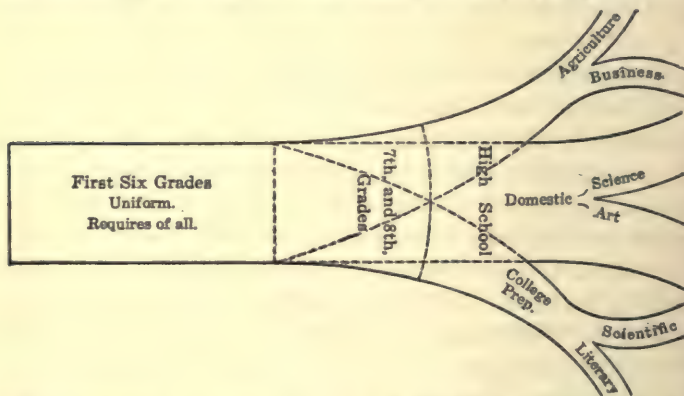 First Six Grades
Uniform.
Requires of all.
7th and 8th,
Grades
High School
Agriculture
Business
Domestic
Science
Art
College
Prep.
Scientific
Literary